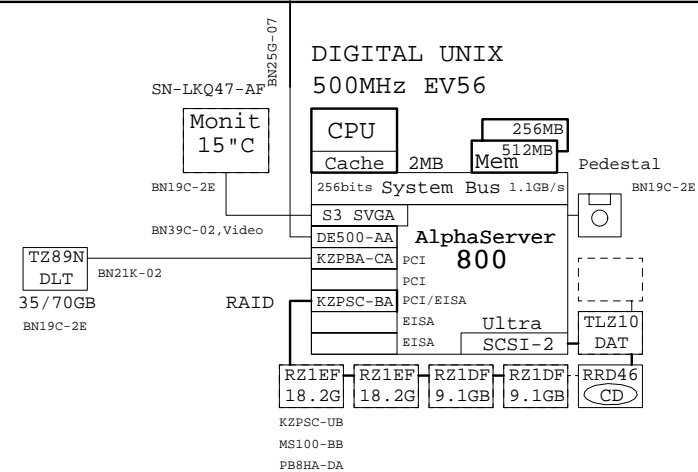 BN25G-07
DIGITAL UNIX
500MHz EV56
SN-LKQ47-AF
Monit
15"C
CPU
Cache
2MB
256MB
512MB
Mem
Pedestal
BN19C-2E
256bits System Bus 1.1GB/s
BN19C-2E
S3 SVGA
BN39C-02,Video
DE500-AA
AlphaServer
800
TZ89N
DLT
BN21K-02
KZPBA-CA
PCI
PCI
35/70GB
RAID
KZPSC-BA
PCI/EISA
BN19C-2E
EISA
EISA
Ultra
SCSI-2
TLZ10
DAT
RZ1EF
18.2G
RZ1EF
18.2G
RZ1DF
9.1GB
RZ1DF
9.1GB
RRD46
CD
KZPSC-UB
MS100-BB
PB8HA-DA